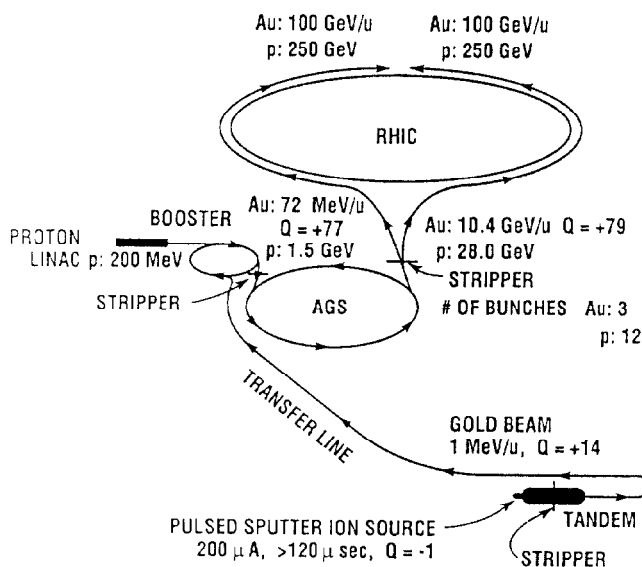 Au: 100 GeV/u
p: 250 GeV
Au: 100 GeV/u
p: 250 GeV
RHIC
BOOSTER
Au: 72 MeV/u
Q = +77
p: 1.5 GeV
Au: 10.4 GeV/u Q = +79
p: 28.0 GeV
PROTON
LINAC p: 200 MeV
STRIPPER
STRIPPER
AGS
# OF BUNCHES Au: 3
p: 12
TRANSFER LINE
GOLD BEAM
1 MeV/u, Q = +14
TANDEM
PULSED SPUTTER ION SOURCE
200 μ A, >120 μ sec, Q = -1
STRIPPER